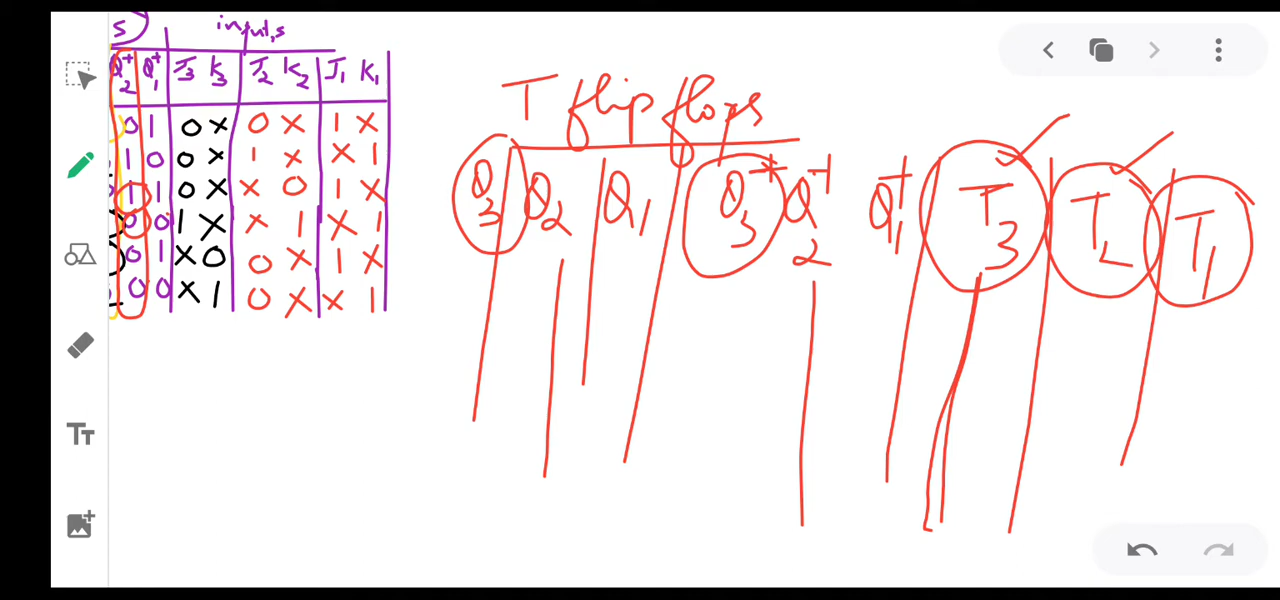 s inputs
Q2+ Q1+ J3 K3 J2 K2 J1 K1
0 1 0 X 0 X 1 X
1 0 0 X 1 X X 1
1 1 0 X X 0 1 X
0 0 1 X X 1 X 1
0 1 X 0 0 X 1 X
0 0 X 1 0 X X 1
T flip flops
Q3 Q2 Q1 Q3+ Q2+ Q1+ T3 T2 T1
TT